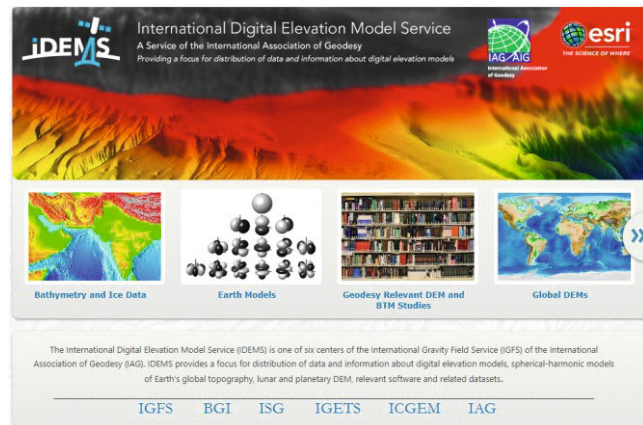 iDEMS
International Digital Elevation Model Service
A Service of the International Association of Geodesy
Providing a focus for distribution of data and information about digital elevation models
IAG AIG
International Association
of Geodesy
esri
THE SCIENCE OF WHERE™
Bathymetry and Ice Data
Earth Models
Geodesy Relevant DEM and
BTM Studies
Global DEMs
»
The International Digital Elevation Model Service (IDEMS) is one of six centers of the International Gravity Field Service (IGFS) of the International
Association of Geodesy (IAG). IDEMS provides a focus for distribution of data and information about digital elevation models, spherical-harmonic models
of Earth's global topography, lunar and planetary DEM, relevant software and related datasets.
IGFS BGI ISG IGETS ICGEM IAG